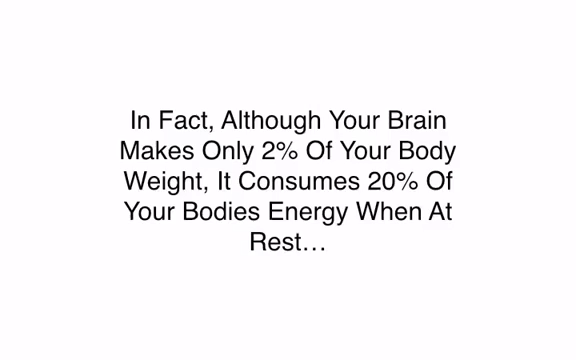 In Fact, Although Your Brain
Makes Only 2% Of Your Body
Weight, It Consumes 20% Of
Your Bodies Energy When At
Rest…